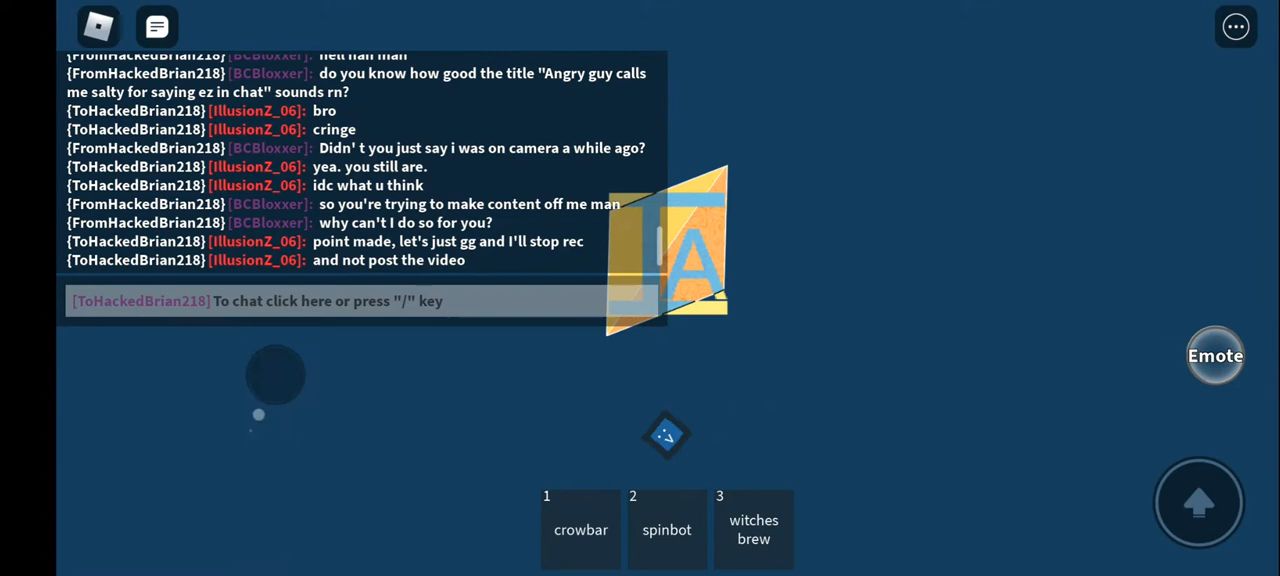 {FromHackedBrian218}[BCBloxxer]: hell nah man
{FromHackedBrian218}[BCBloxxer]: do you know how good the title "Angry guy calls
me salty for saying ez in chat" sounds rn?
{ToHackedBrian218}[IllusionZ_06]: bro
{ToHackedBrian218}[IllusionZ_06]: cringe
{FromHackedBrian218}[BCBloxxer]: Didn' t you just say i was on camera a while ago?
{ToHackedBrian218}[IllusionZ_06]: yea. you still are.
{ToHackedBrian218}[IllusionZ_06]: idc what u think
{FromHackedBrian218}[BCBloxxer]: so you're trying to make content off me man
{FromHackedBrian218}[BCBloxxer]: why can't I do so for you?
{ToHackedBrian218}[IllusionZ_06]: point made, let's just gg and I'll stop rec
{ToHackedBrian218}[IllusionZ_06]: and not post the video
[ToHackedBrian218] To chat click here or press "/" key
A
Emote
:v
1
crowbar
2
spinbot
3
witches
brew